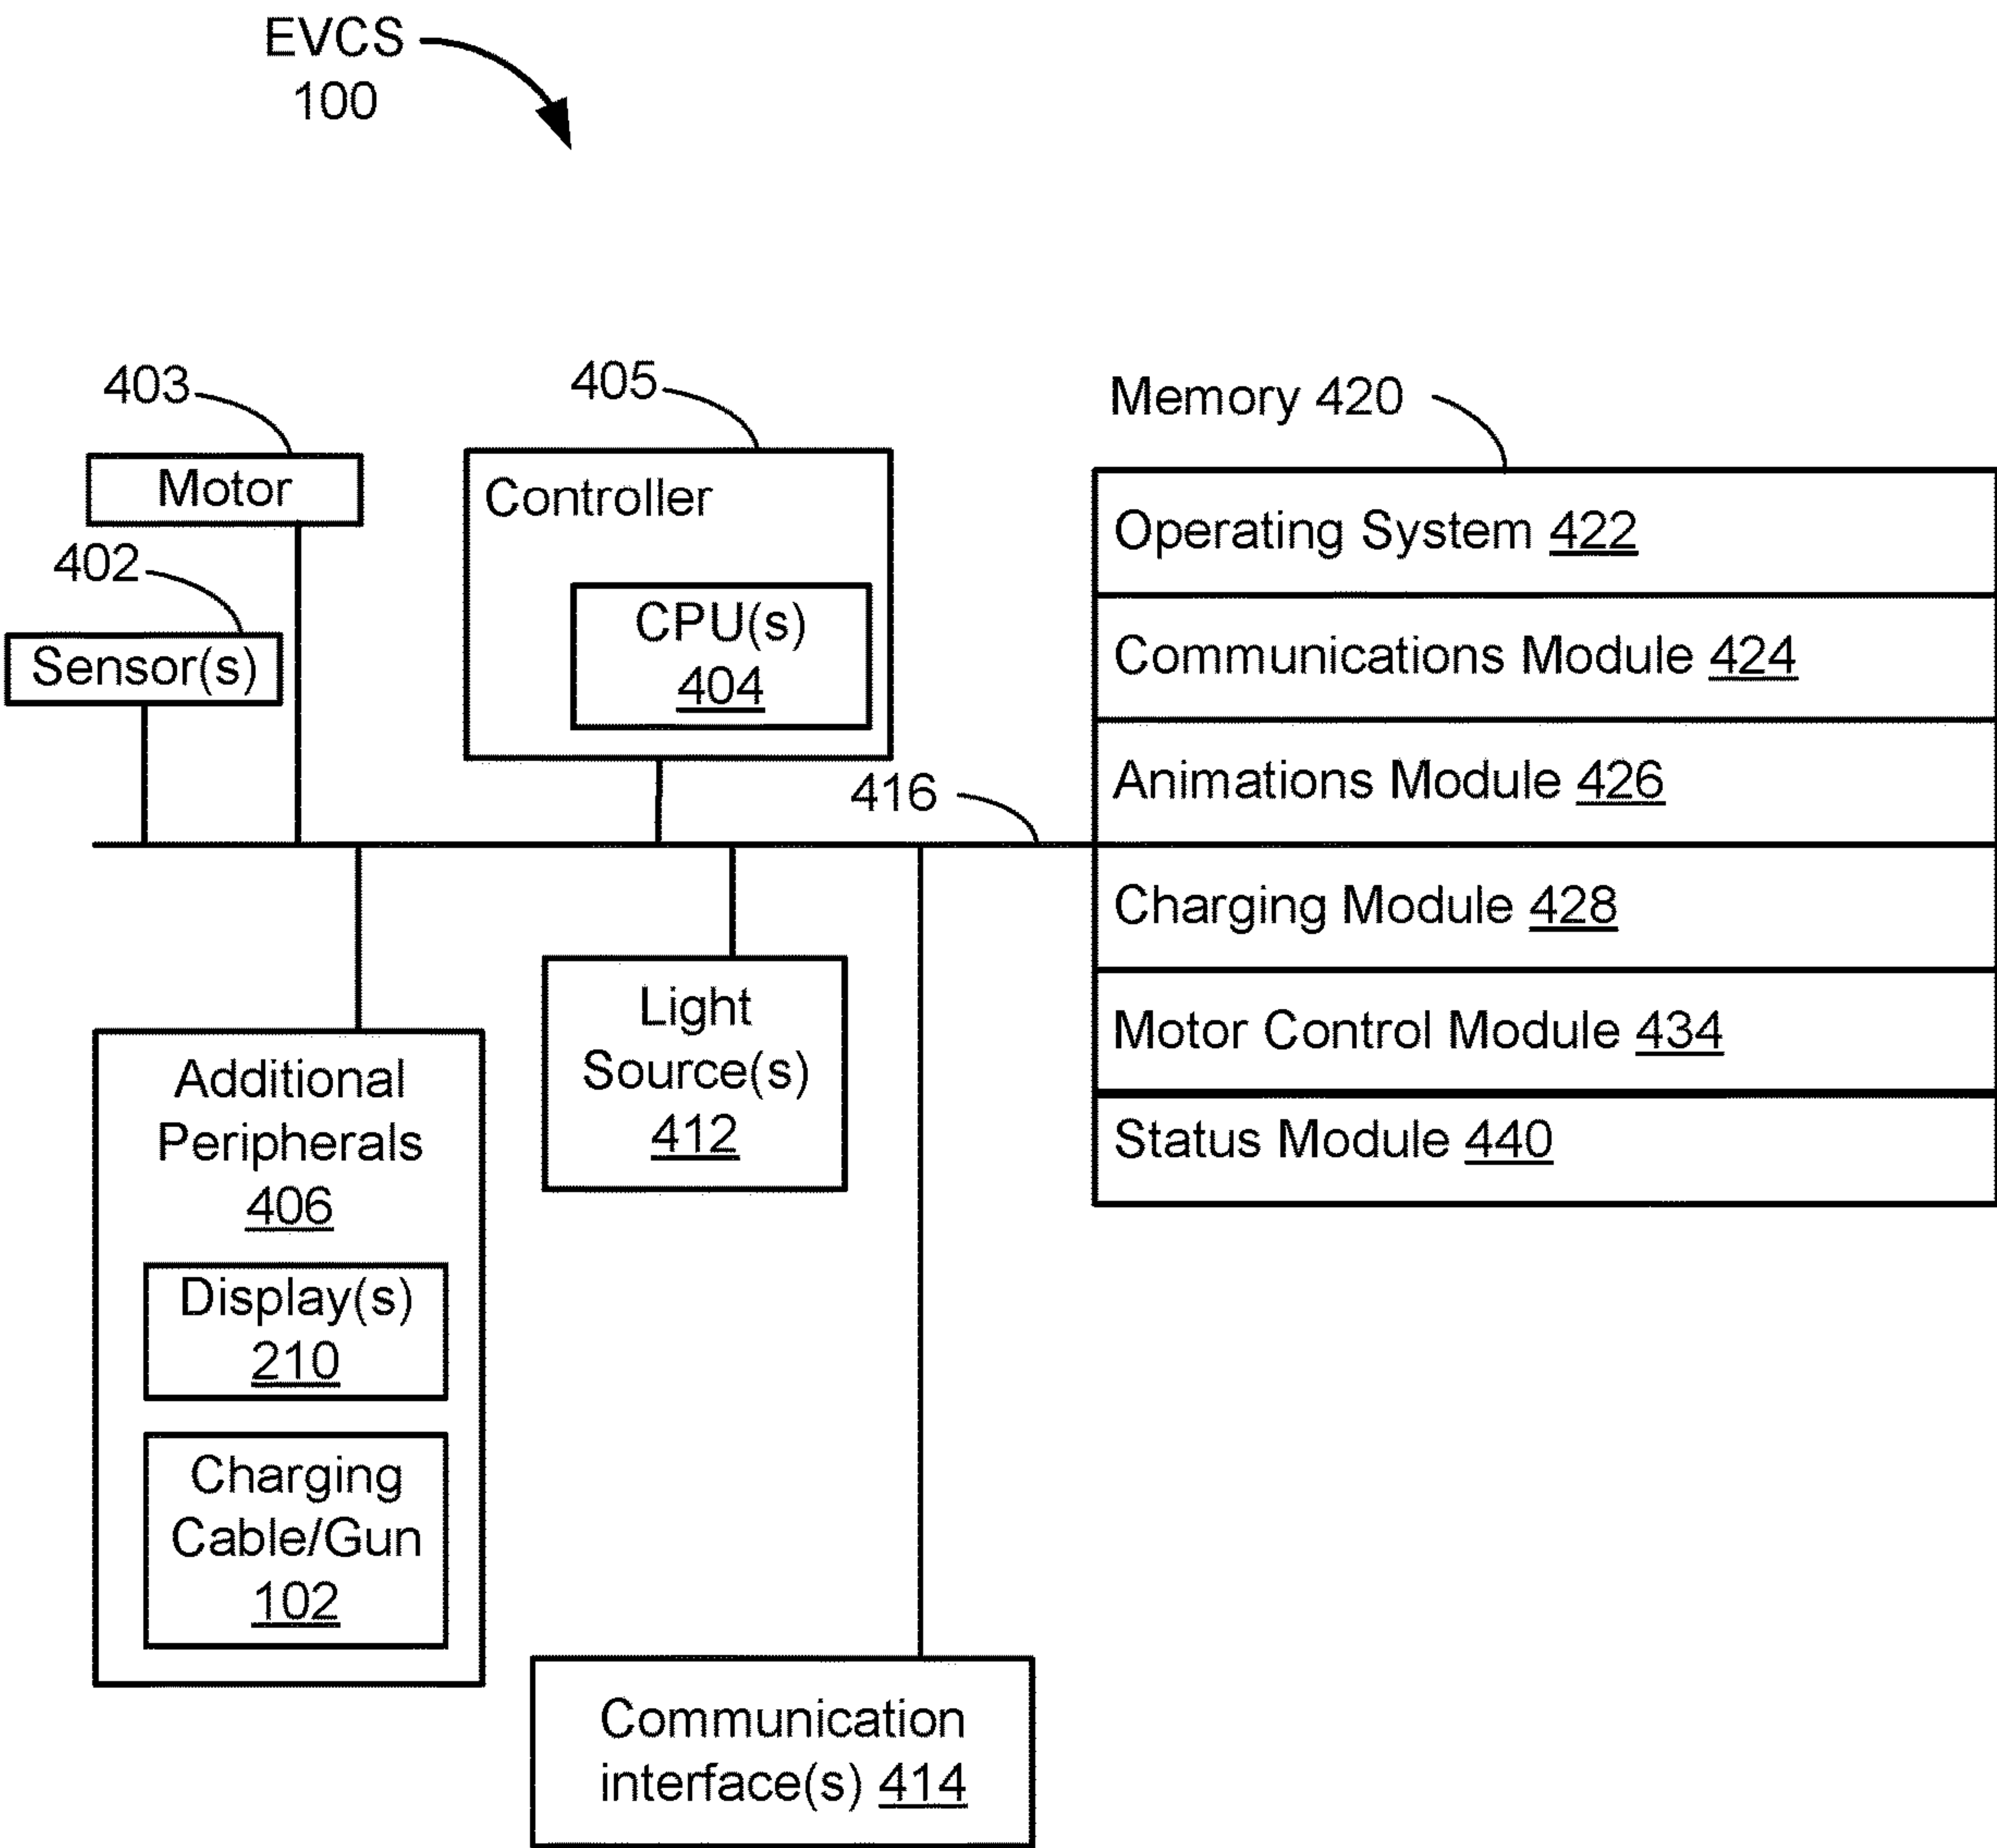 EVCS
100
403
405
Memory 420
Motor
Controller
Operating System 422
402
CPU(s)
404
Sensor(s)
Communications Module 424
416
Animations Module 426
Charging Module 428
Light
Source(s)
412
Motor Control Module 434
Additional
Peripherals
406
Status Module 440
Display(s)
210
Charging
Cable/Gun
102
Communication
interface(s) 414